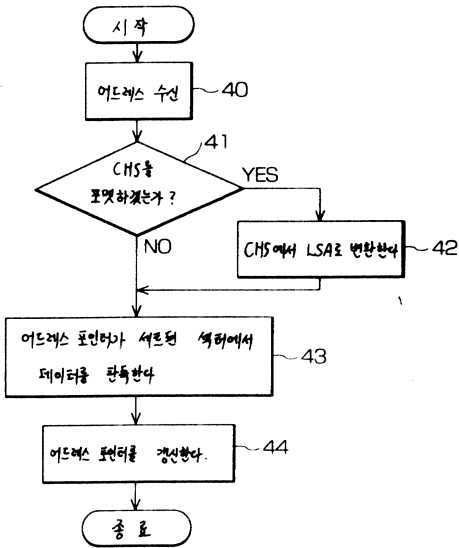 시작
어드레스 수신
40
41
CHS를
포맷하겠는가?
YES
NO
CHS에서 LSA로 변환한다
42
어드레스 포인터가 세트된 섹터에서
데이터를 판독한다
43
어드레스 포인터를 갱신한다.
44
종료